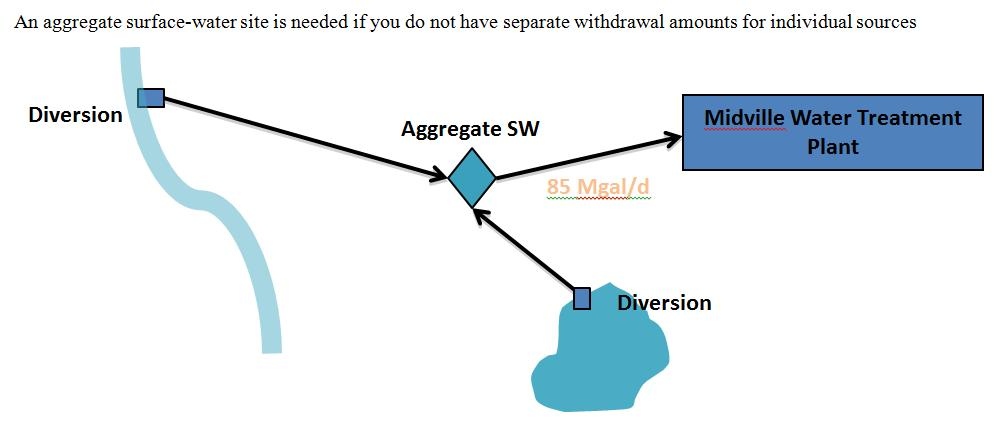 An aggregate surface-water site is needed if you do not have separate withdrawal amounts for individual sources
Diversion
Aggregate SW
Midville Water Treatment
Plant
85 Mgal/d
Diversion